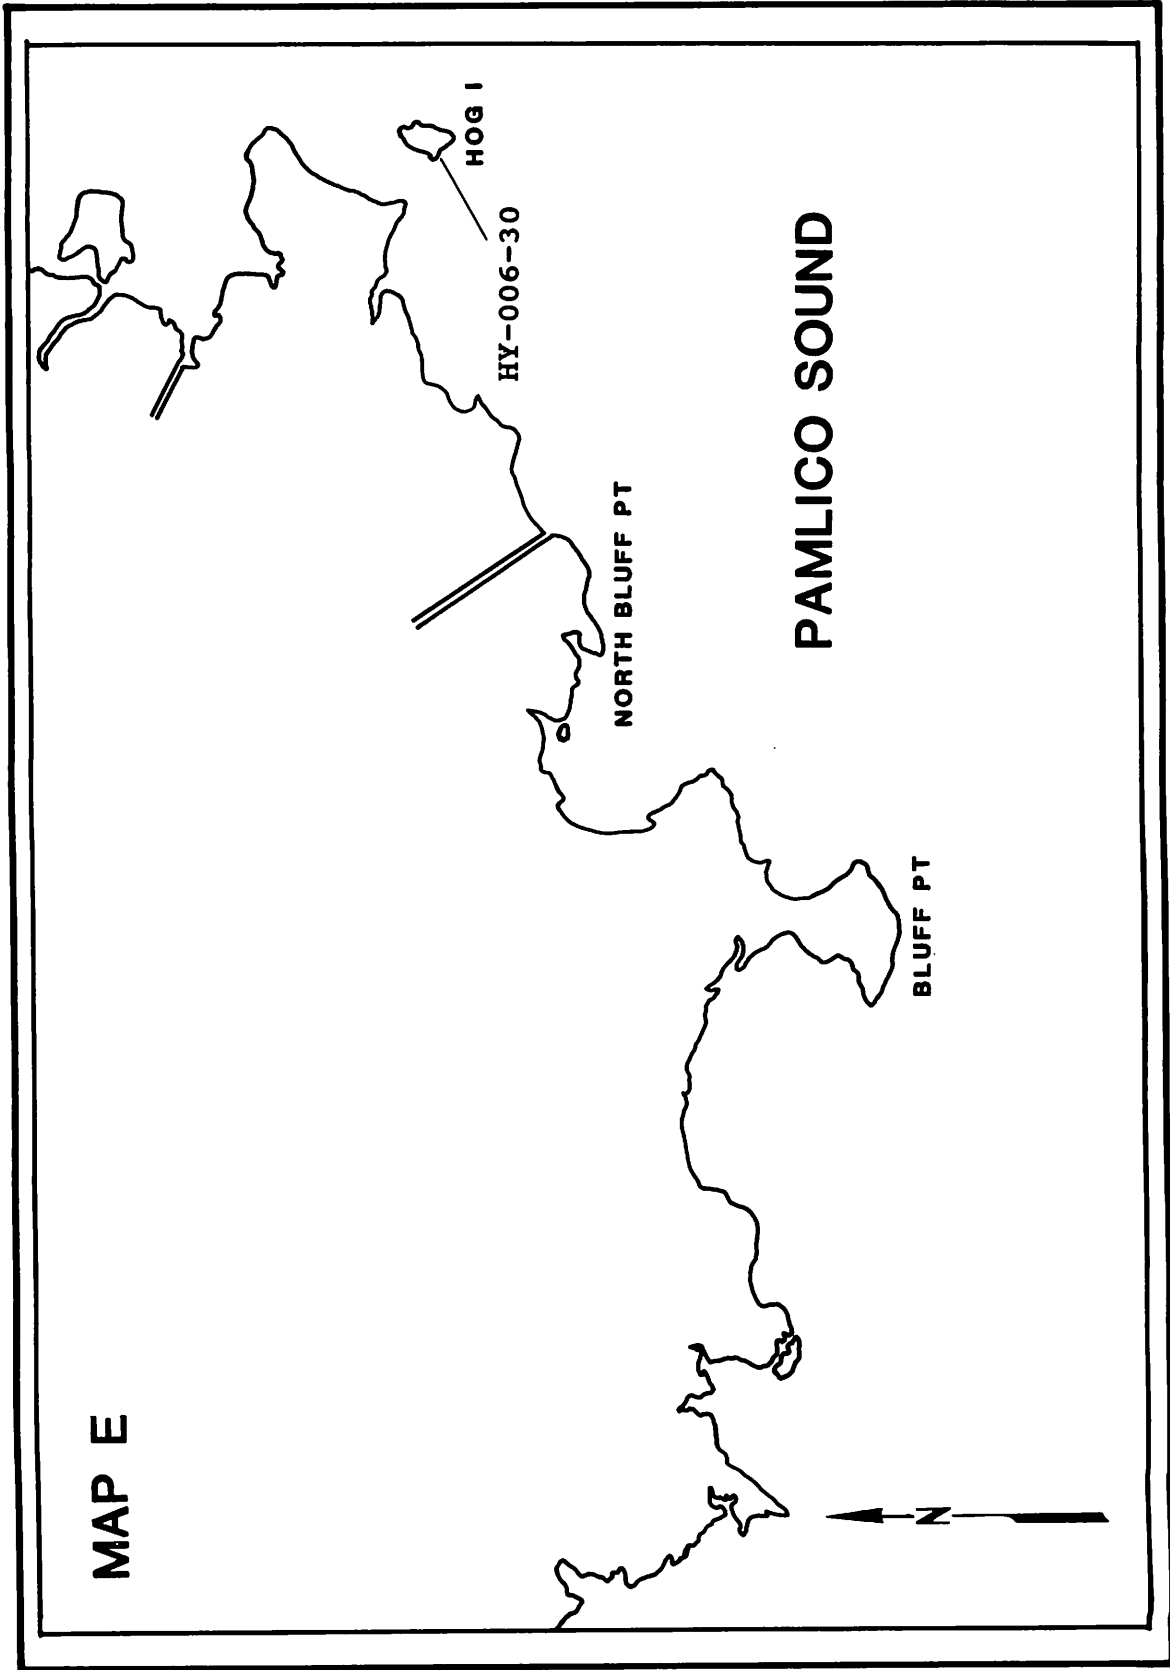 MAP E
HOG I
HY-006-30
NORTH BLUFF PT
PAMLICO SOUND
BLUFF PT
N